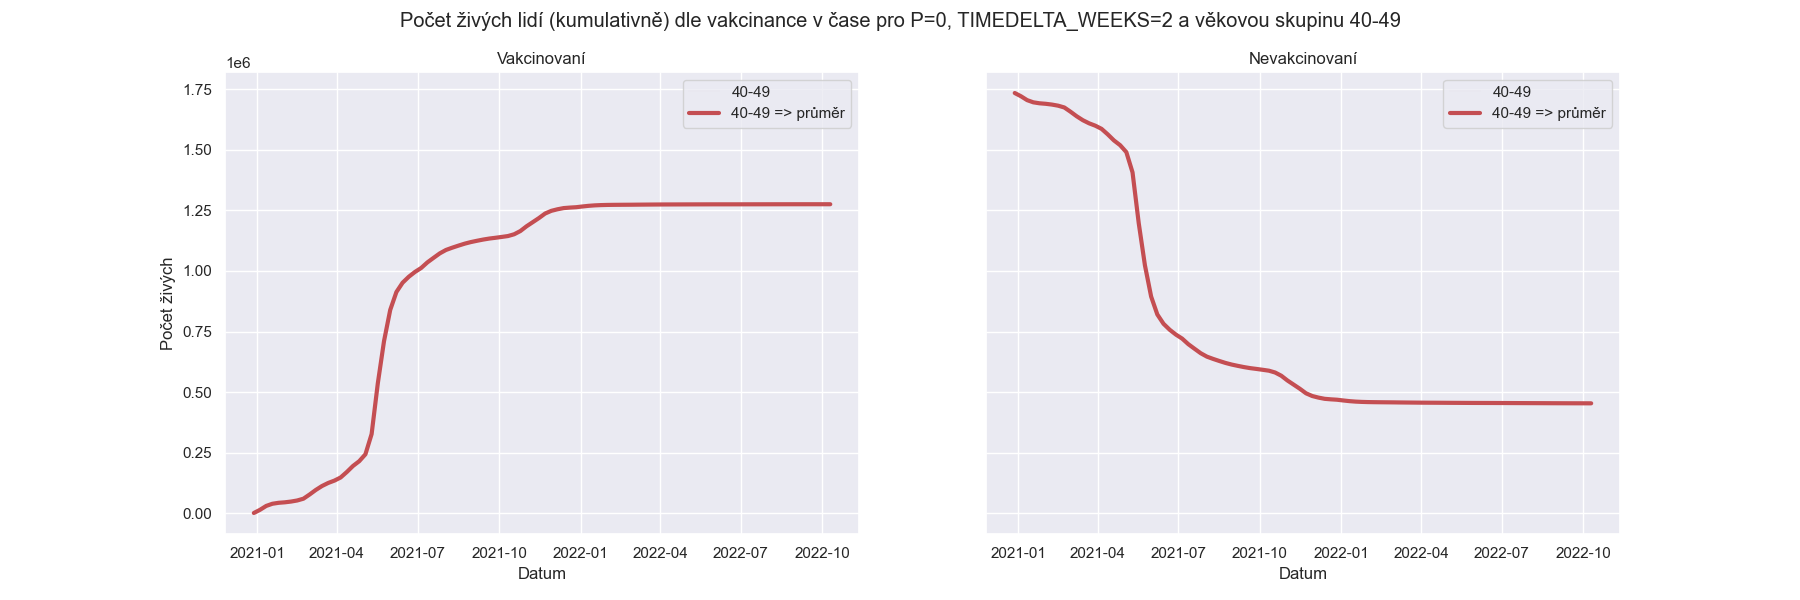 Počet živých lidí (kumulativně) dle vakcinance v čase pro P=0, TIMEDELTA_WEEKS=2 a věkovou skupinu 40-49
Vakcinovaní
1e6
1.75
1.50
1.25
1.00
0.75
0.50
0.25
0.00
Počet živých
40-49
40-49 => průměr
2021-01 2021-04 2021-07 2021-10 2022-01 2022-04 2022-07 2022-10
Datum
Nevakcinovaní
40-49
40-49 => průměr
2021-01 2021-04 2021-07 2021-10 2022-01 2022-04 2022-07 2022-10
Datum